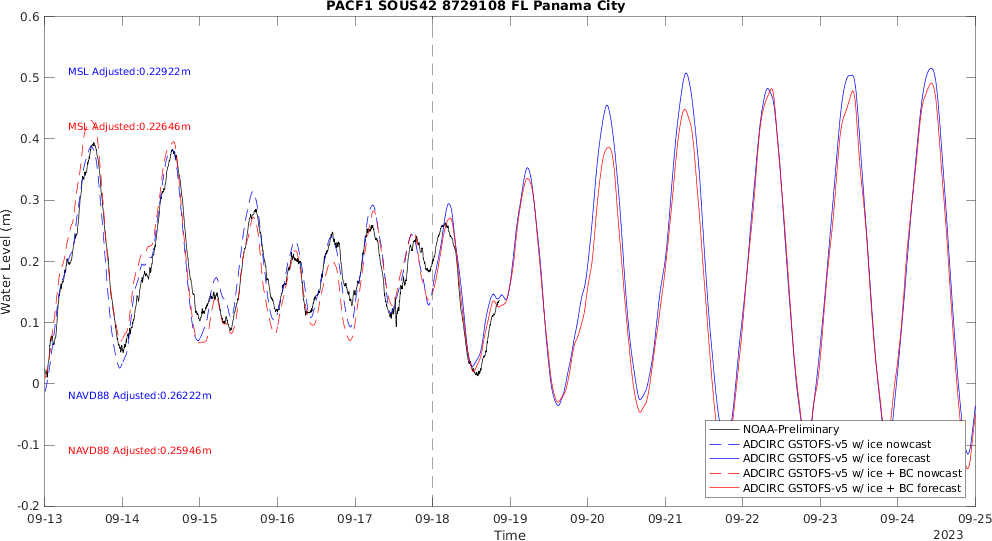 PACF1 SOUS42 8729108 FL Panama City
0.6
0.5
0.4
0.3
0.2
0.1
0
-0.1
-0.2
Water Level (m)
MSL Adjusted:0.22922m
MSL Adjusted:0.22646m
NAVD88 Adjusted:0.26222m
NAVD88 Adjusted:0.25946m
NOAA-Preliminary
ADCIRC GSTOFS-v5 w/ ice nowcast
ADCIRC GSTOFS-v5 w/ ice forecast
ADCIRC GSTOFS-v5 w/ ice + BC nowcast
ADCIRC GSTOFS-v5 w/ ice + BC forecast
09-13 09-14 09-15 09-16 09-17 09-18 09-19 09-20 09-21 09-22 09-23 09-24 09-25
Time
2023